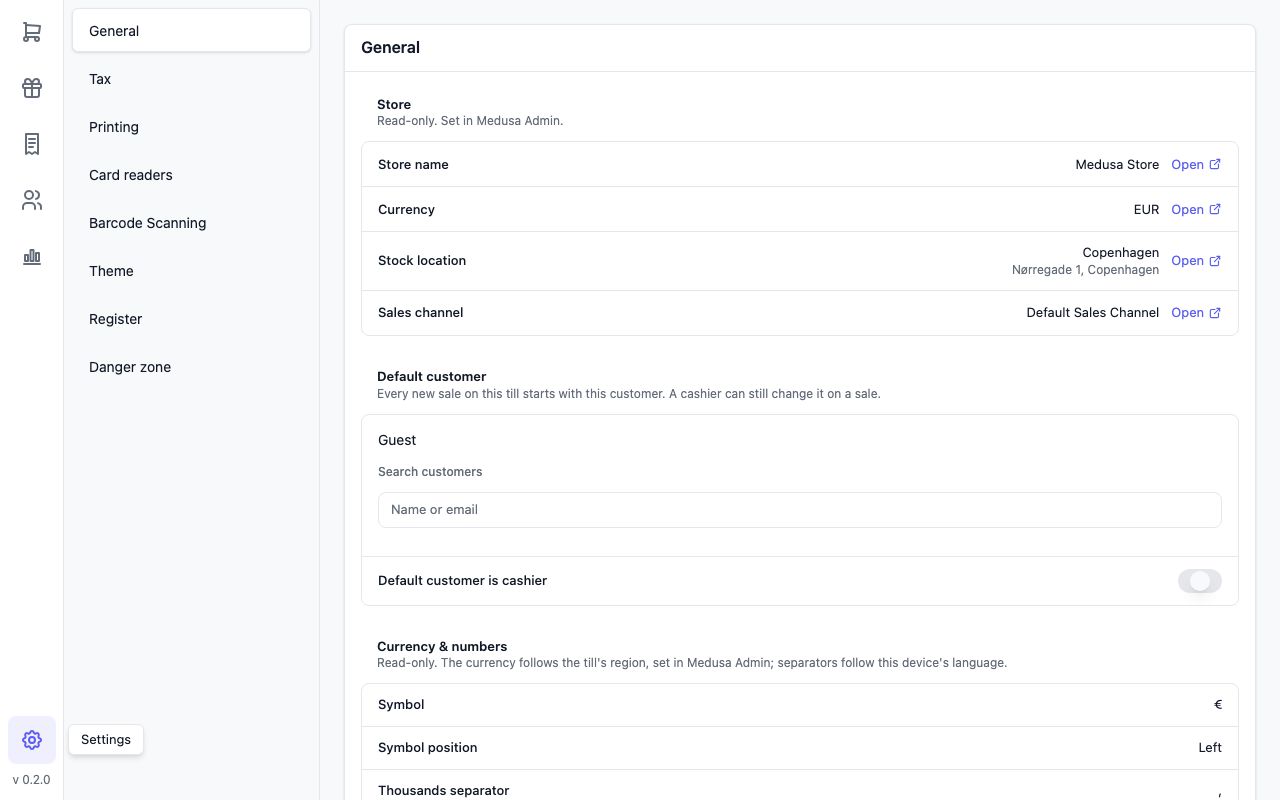 General
Tax
Printing
Card readers
Barcode Scanning
Theme
Register
Danger zone
Settings
v 0.2.0
General
Store
Read-only. Set in Medusa Admin.
Store name
Medusa Store Open
Currency
EUR Open
Stock location
Copenhagen
Nørregade 1, Copenhagen
Open
Sales channel
Default Sales Channel Open
Default customer
Every new sale on this till starts with this customer. A cashier can still change it on a sale.
Guest
Search customers
Name or email
Default customer is cashier
Currency & numbers
Read-only. The currency follows the till's region, set in Medusa Admin; separators follow this device's language.
Symbol
€
Symbol position
Left
Thousands separator
,